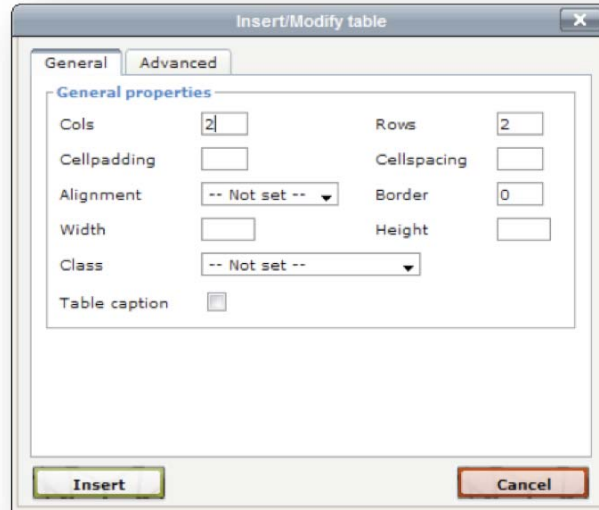 Insert/Modify table
General Advanced
General properties
Cols 2 Rows 2
Cellpadding Cellspacing
Alignment -- Not set -- Border 0
Width Height
Class -- Not set --
Table caption
Insert Cancel